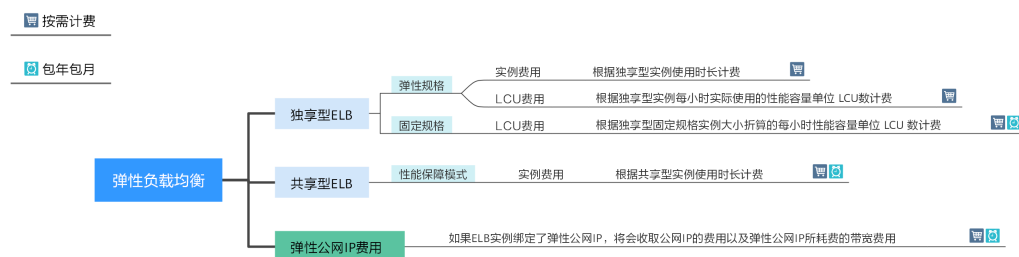 按需计费
包年包月
弹性负载均衡
独享型ELB
弹性规格
实例费用
根据独享型实例使用时长计费
LCU费用
根据独享型实例每小时实际使用的性能容量单位 LCU数计费
固定规格
LCU费用
根据独享型固定规格实例大小折算的每小时性能容量单位 LCU 数计费
共享型ELB
性能保障模式
实例费用
根据共享型实例使用时长计费
弹性公网IP费用
如果ELB实例绑定了弹性公网IP，将会收取公网IP的费用以及弹性公网IP所耗费的带宽费用